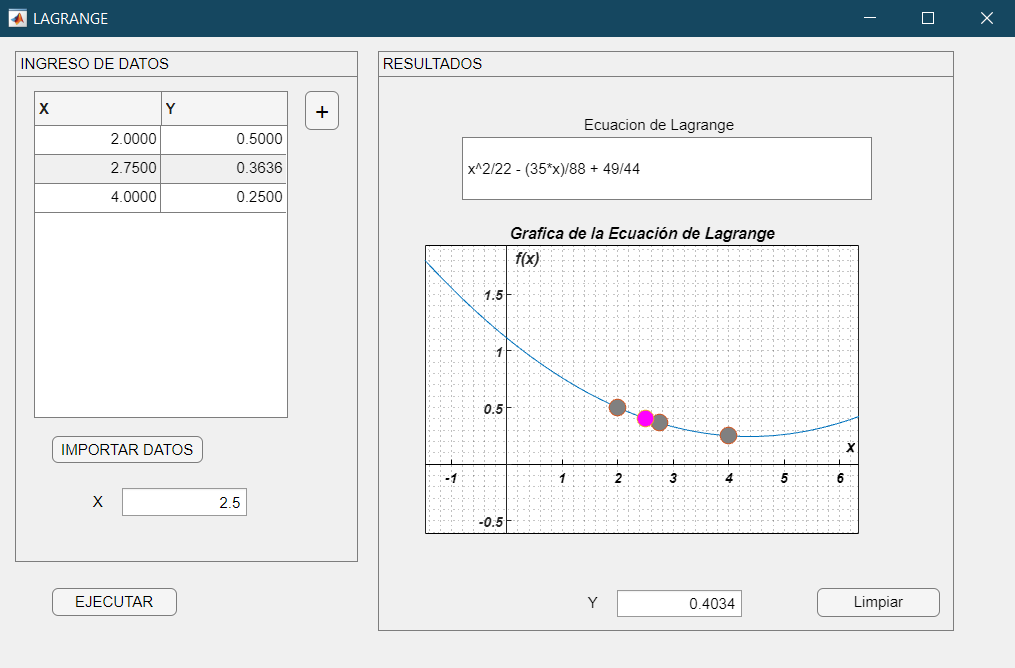 LAGRANGE
INGRESO DE DATOS
X Y
2.0000 0.5000
2.7500 0.3636
4.0000 0.2500
+
IMPORTAR DATOS
X 2.5
EJECUTAR
RESULTADOS
Ecuacion de Lagrange
x^2/22 - (35*x)/88 + 49/44
Grafica de la Ecuación de Lagrange
f(x)
1.5
1
0.5
x
-1 1 2 3 4 5 6
-0.5
Y 0.4034
Limpiar